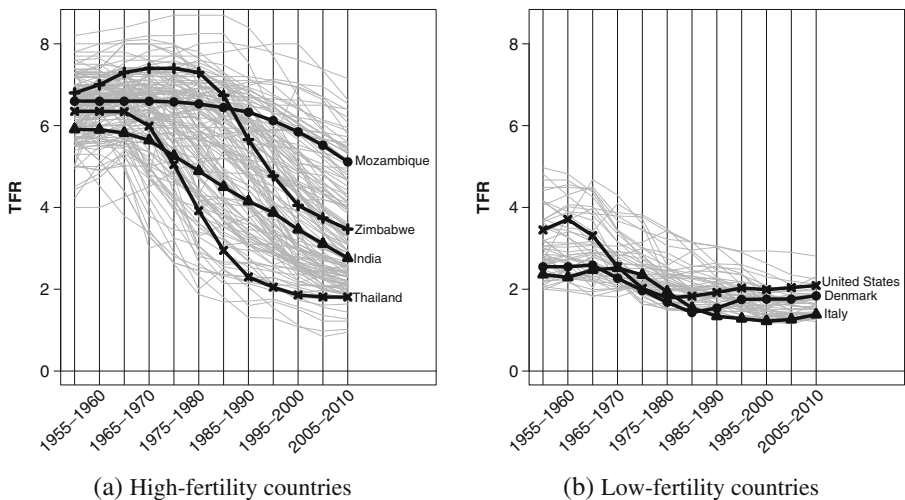 TFR
8
6
4
2
0
Mozambique
Zimbabwe
India
Thailand
1955–1960
1965–1970
1975–1980
1985–1990
1995–2000
2005–2010
(a) High-fertility countries
TFR
8
6
4
2
0
United States
Denmark
Italy
1955–1960
1965–1970
1975–1980
1985–1990
1995–2000
2005–2010
(b) Low-fertility countries